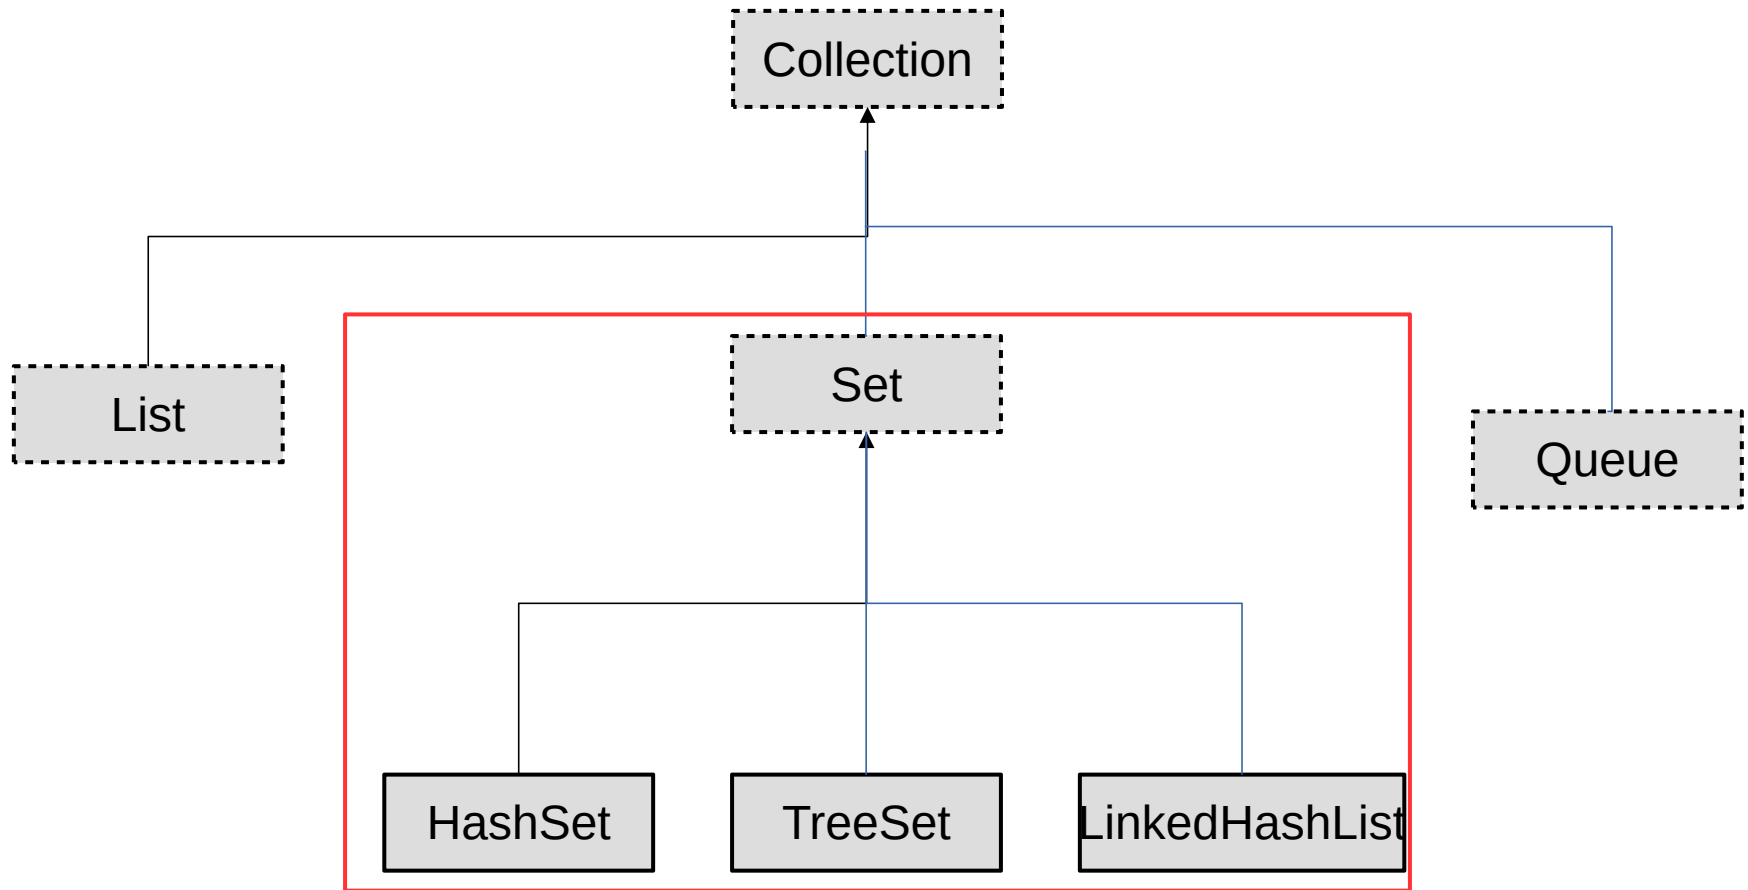 Collection
List
Set
Queue
HashSet
TreeSet
LinkedHashList